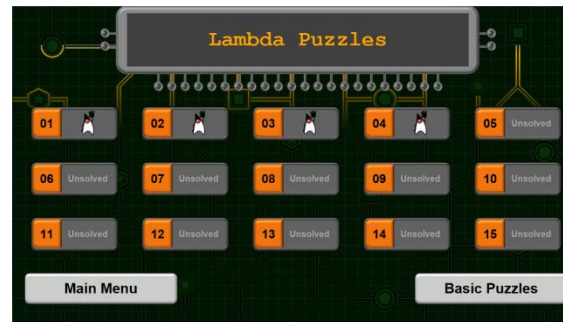 Lambda Puzzles
01 02 03 04 05 Unsolved
06 Unsolved 07 Unsolved 08 Unsolved 09 Unsolved 10 Unsolved
11 Unsolved 12 Unsolved 13 Unsolved 14 Unsolved 15 Unsolved
Main Menu Basic Puzzles